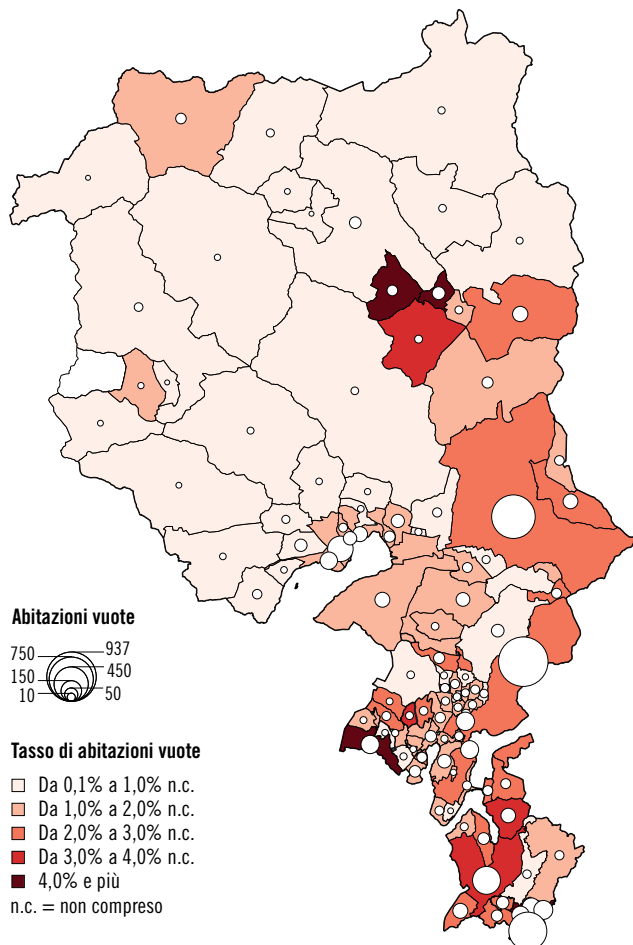 Abitazioni vuote
750 937
150 450
10 50
Tasso di abitazioni vuote
Da 0,1% a 1,0% n.c.
Da 1,0% a 2,0% n.c.
Da 2,0% a 3,0% n.c.
Da 3,0% a 4,0% n.c.
4,0% e più
n.c. = non compreso